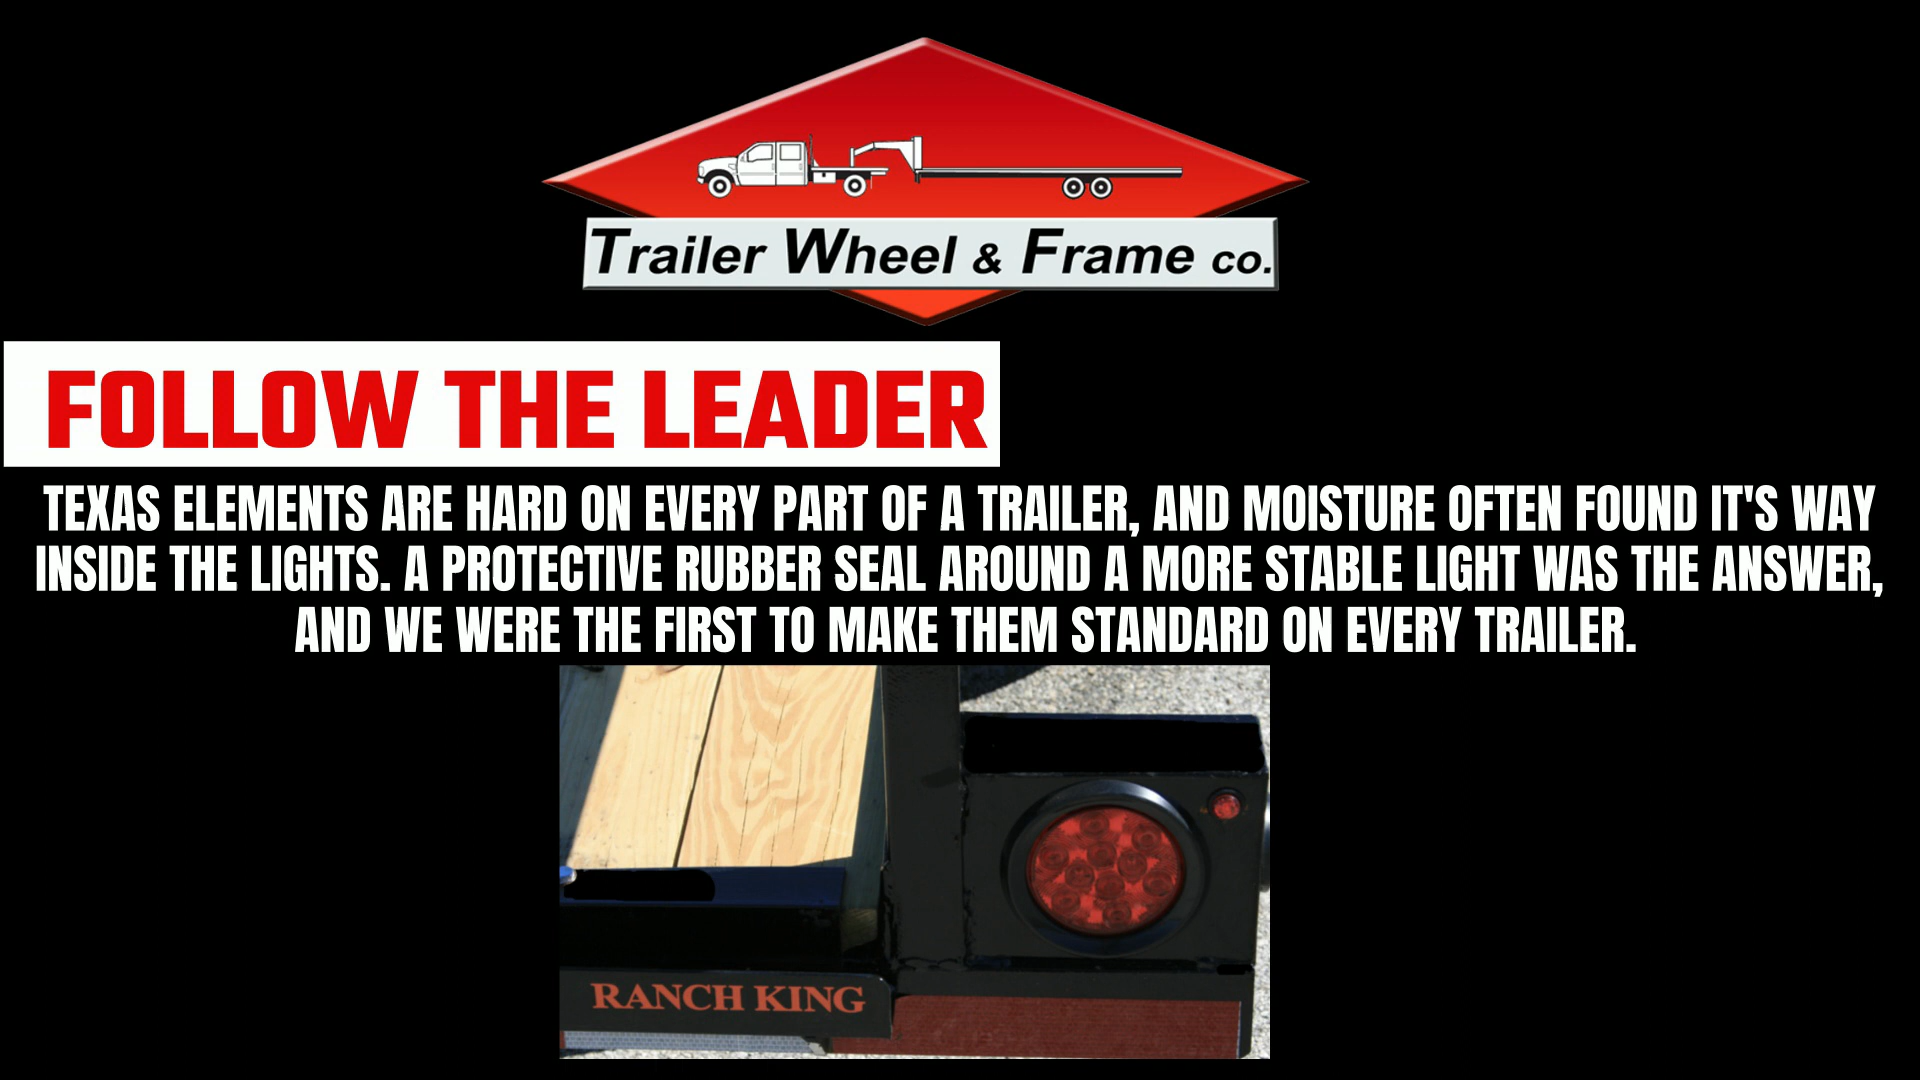 Trailer Wheel & Frame co.
FOLLOW THE LEADER
TEXAS ELEMENTS ARE HARD ON EVERY PART OF A TRAILER, AND MOISTURE OFTEN FOUND IT'S WAY
INSIDE THE LIGHTS. A PROTECTIVE RUBBER SEAL AROUND A MORE STABLE LIGHT WAS THE ANSWER,
AND WE WERE THE FIRST TO MAKE THEM STANDARD ON EVERY TRAILER.
RANCH KING